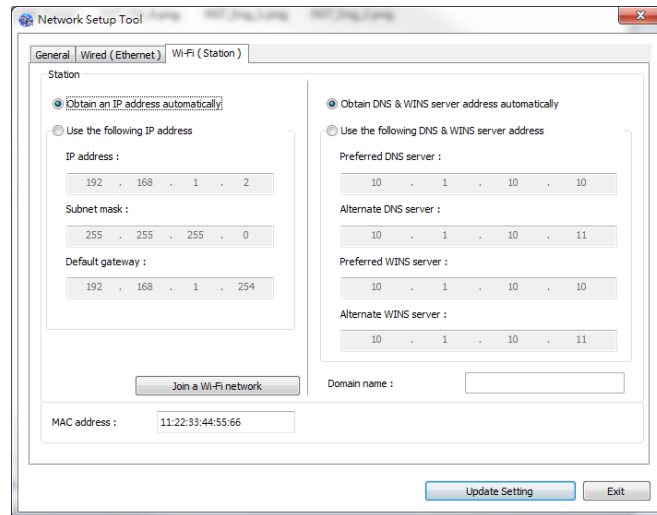 Network Setup Tool
General
Wired ( Ethernet )
Wi-Fi ( Station )
Station
Obtain an IP address automatically
Use the following IP address
IP address :
192 . 168 . 1 . 2
Subnet mask :
255 . 255 . 255 . 0
Default gateway :
192 . 168 . 1 . 254
Join a Wi-Fi network
Obtain DNS & WINS server address automatically
Use the following DNS & WINS server address
Preferred DNS server :
10 . 1 . 10 . 10
Alternate DNS server :
10 . 1 . 10 . 11
Preferred WINS server :
10 . 1 . 10 . 10
Alternate WINS server :
10 . 1 . 10 . 11
Domain name :
MAC address :
11:22:33:44:55:66
Update Setting
Exit